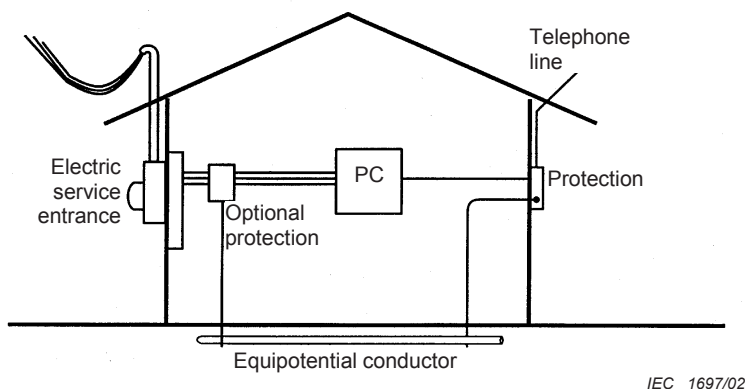 Telephone
line
Electric
service
entrance
PC
Protection
Optional
protection
Equipotential conductor
IEC 1697/02